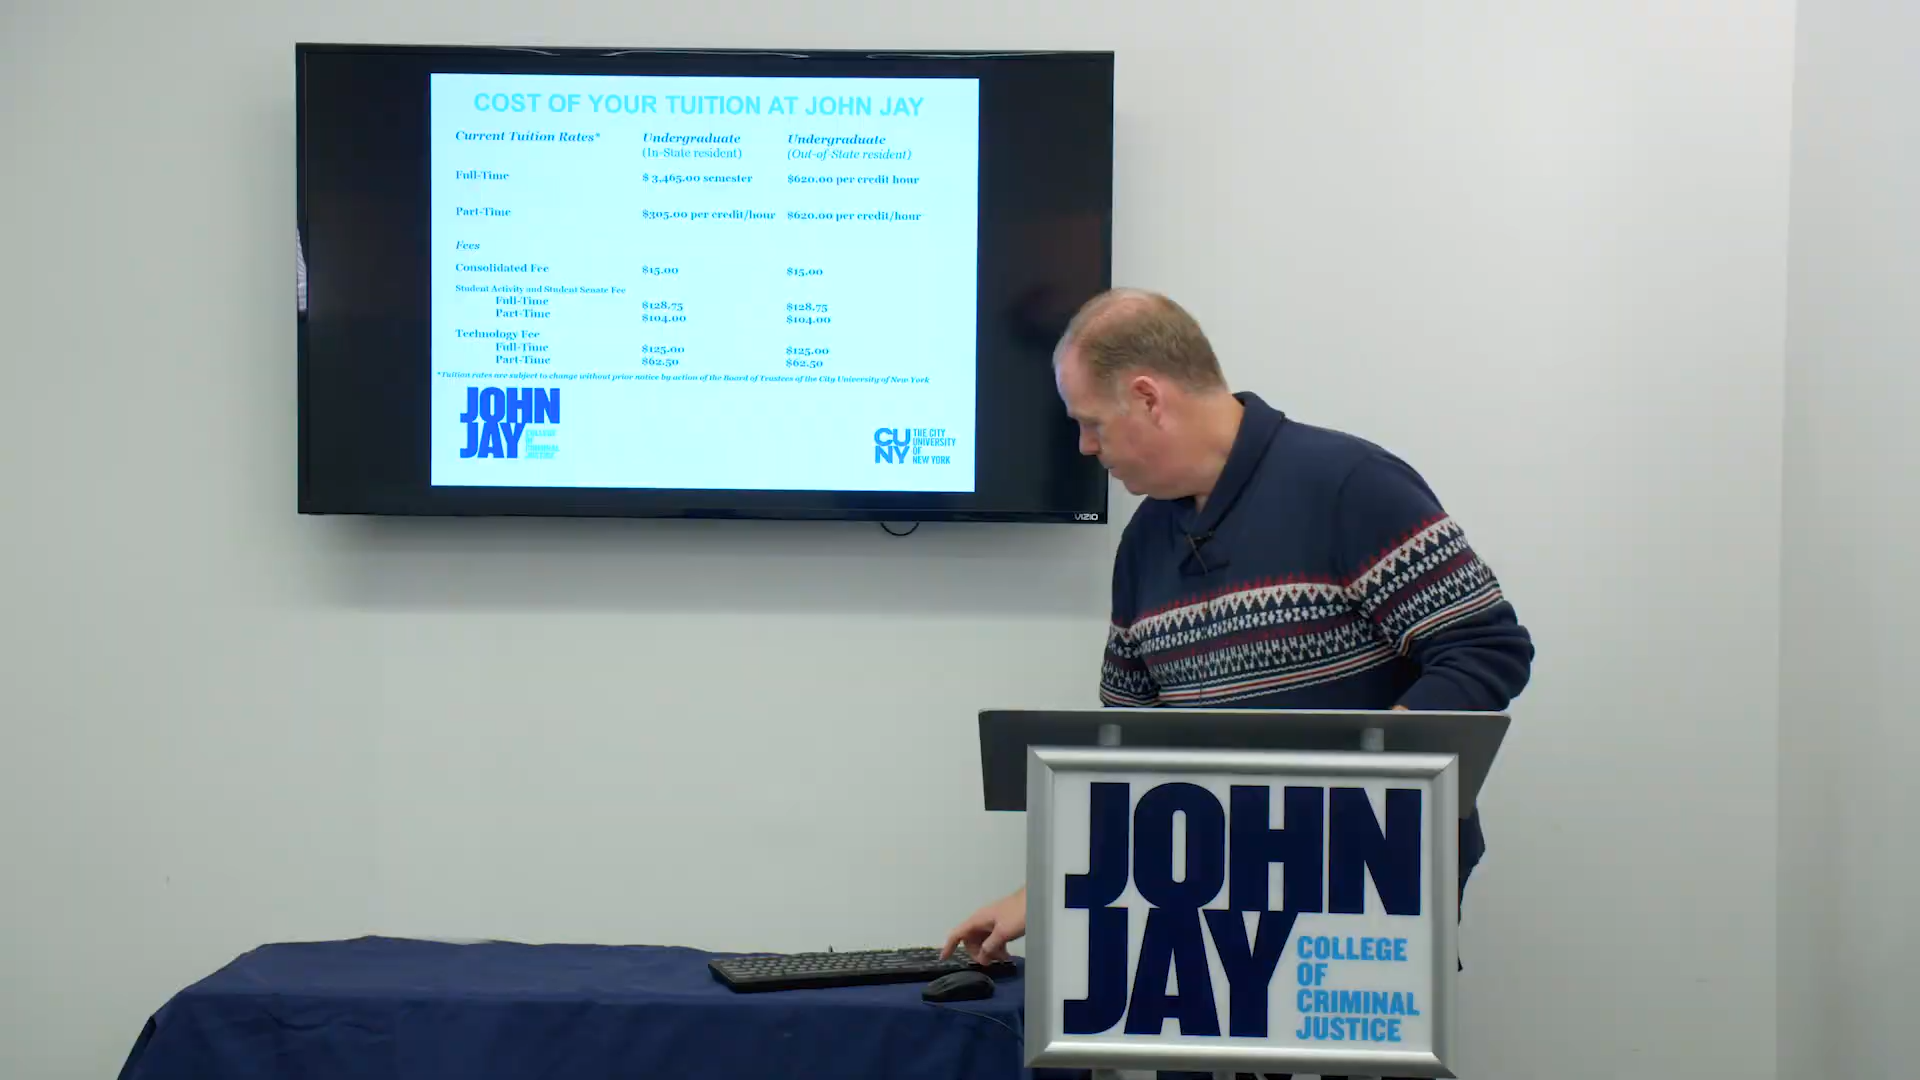 COST OF YOUR TUITION AT JOHN JAY
Current Tuition Rates* Undergraduate Undergraduate
(In-State resident) (Out-of-State resident)
Full-Time $ 3,465.00 semester $620.00 per credit hour
Part-Time $305.00 per credit/hour $620.00 per credit/hour
Fees
Consolidated Fee $15.00 $15.00
Student Activity and Student Senate Fee
Full-Time $128.75 $128.75
Part-Time $104.00 $104.00
Technology Fee
Full-Time $125.00 $125.00
Part-Time $62.50 $62.50
*Tuition rates are subject to change without prior notice by action of the Board of Trustees of the City University of New York
JOHN
JAY
COLLEGE
OF
CRIMINAL
JUSTICE
CU
NY
THE CITY
UNIVERSITY
OF
NEW YORK
VIZIO
JOHN
JAY
COLLEGE
OF
CRIMINAL
JUSTICE